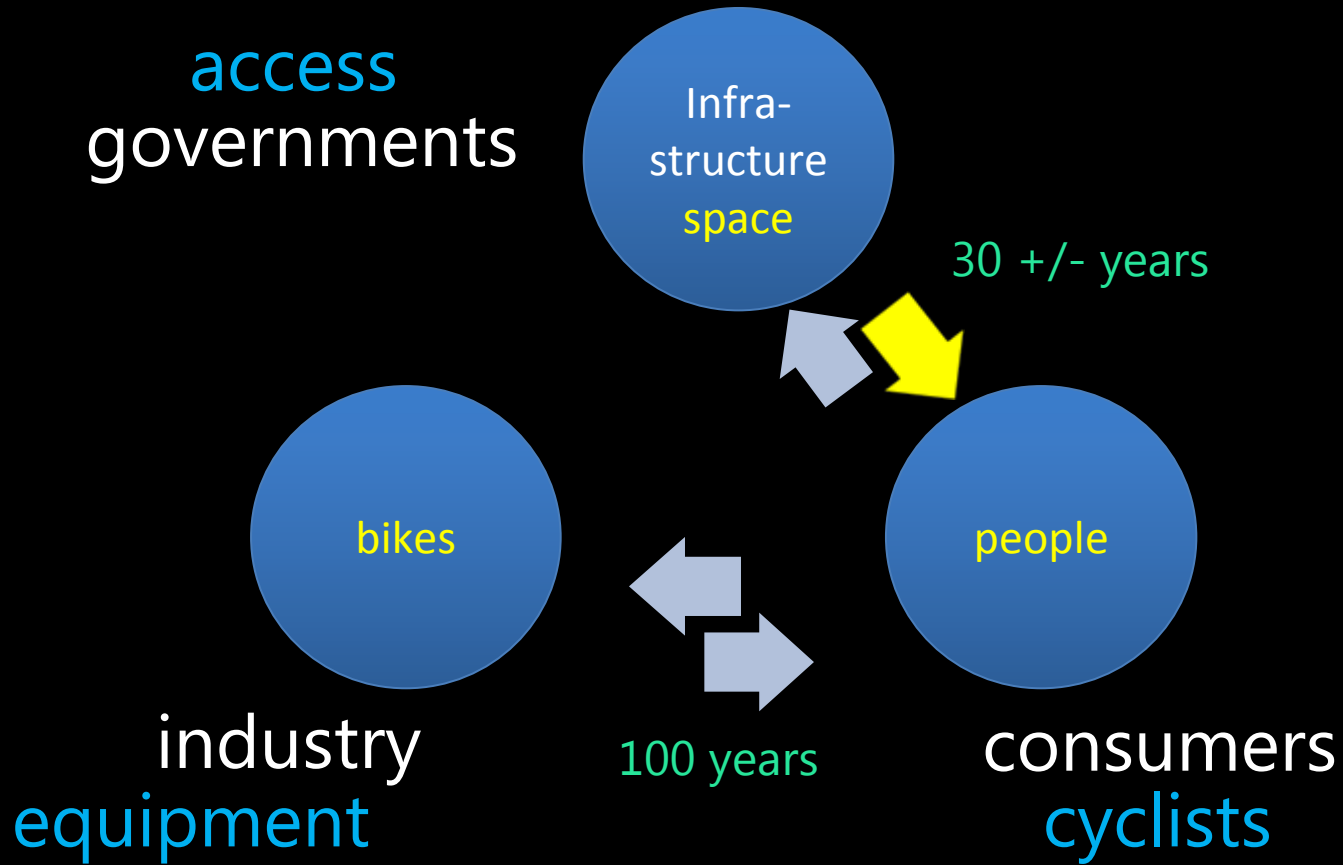 access
governments
Infra-
structure
space
30 +/- years
bikes
people
industry
equipment
100 years
consumers
cyclists